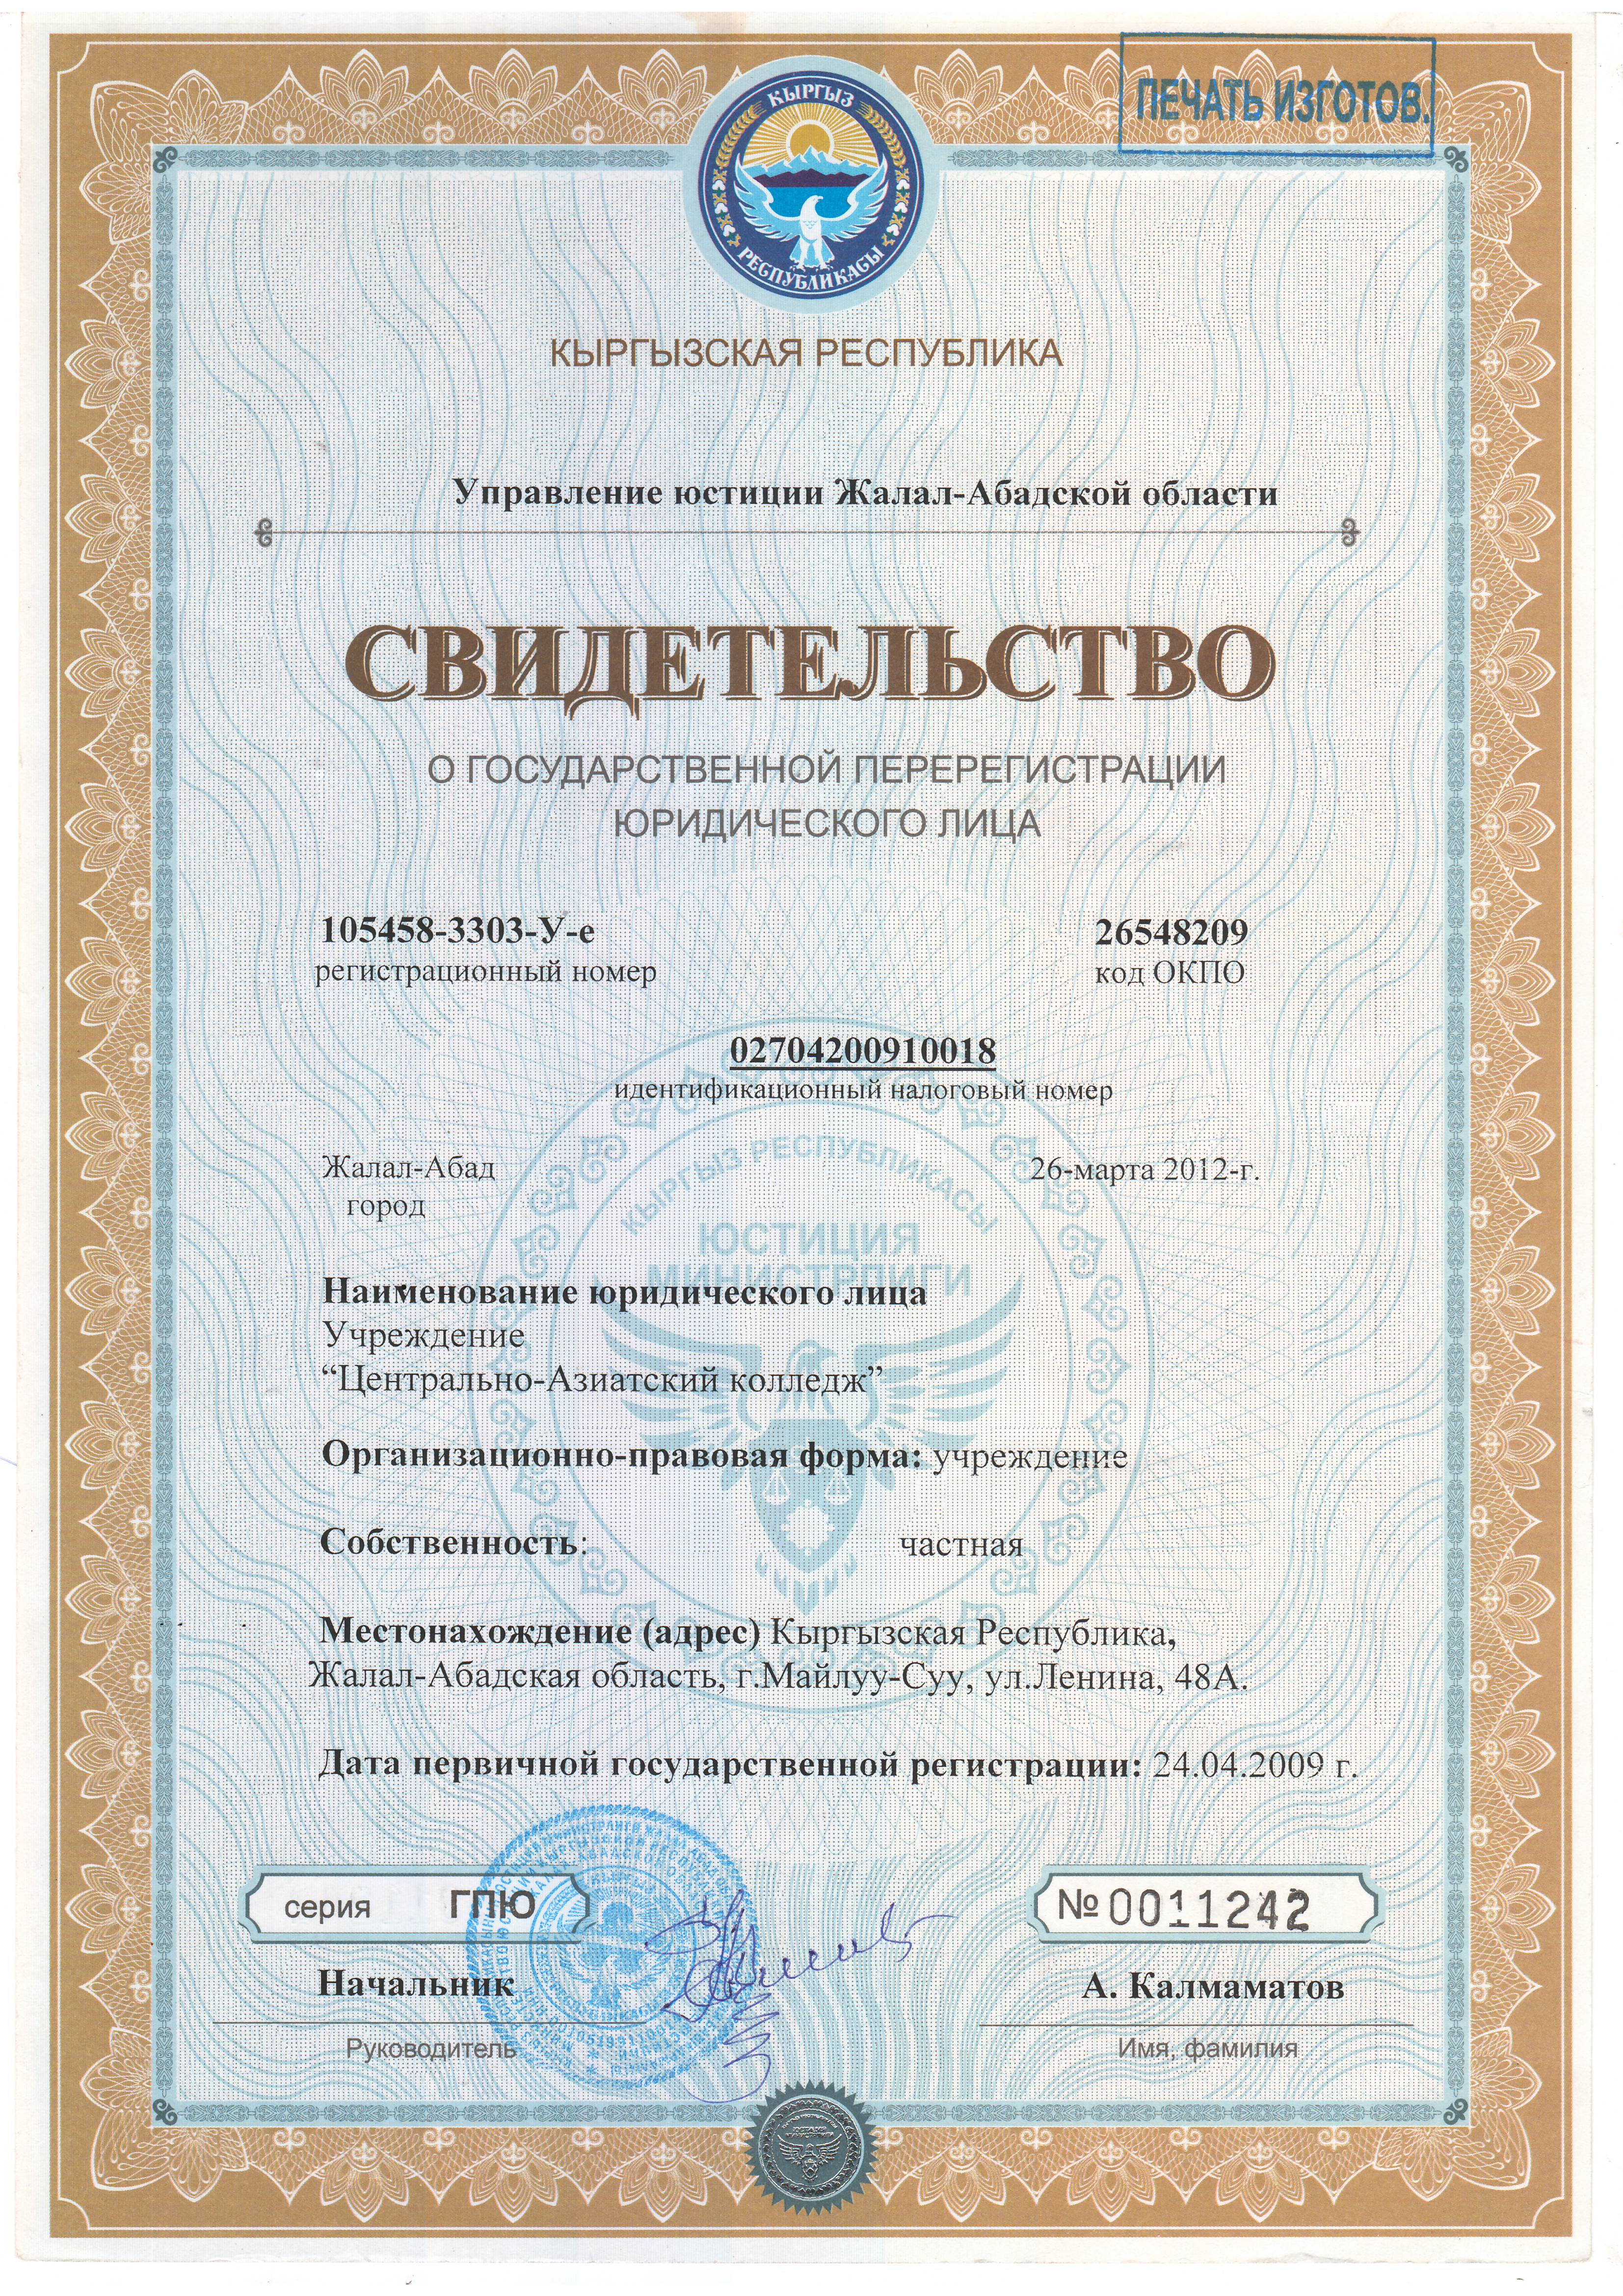 ПЕЧАТЬ ИЗГОТОВ.
КЫРГЫЗ
РЕСПУБЛИКАСЫ
КЫРГЫЗСКАЯ РЕСПУБЛИКА
Управление юстиции Жалал-Абадской области
СВИДЕТЕЛЬСТВО
О ГОСУДАРСТВЕННОЙ ПЕРЕРЕГИСТРАЦИИ
ЮРИДИЧЕСКОГО ЛИЦА
105458-3303-У-е 26548209
регистрационный номер код ОКПО
02704200910018
идентификационный налоговый номер
Жалал-Абад 26-марта 2012-г.
город
КЫРГЫЗ РЕСПУБЛИКАСЫ
ЮСТИЦИЯ
МИНИСТРЛИГИ
Наименование юридического лица
Учреждение
“Центрально-Азиатский колледж”
Организационно-правовая форма: учреждение
Собственность: частная
Местонахождение (адрес) Кыргызская Республика,
Жалал-Абадская область, г.Майлуу-Суу, ул.Ленина, 48А.
Дата первичной государственной регистрации: 24.04.2009 г.
серия ГПЮ №0011242
Начальник А. Калмаматов
Руководитель Имя, фамилия